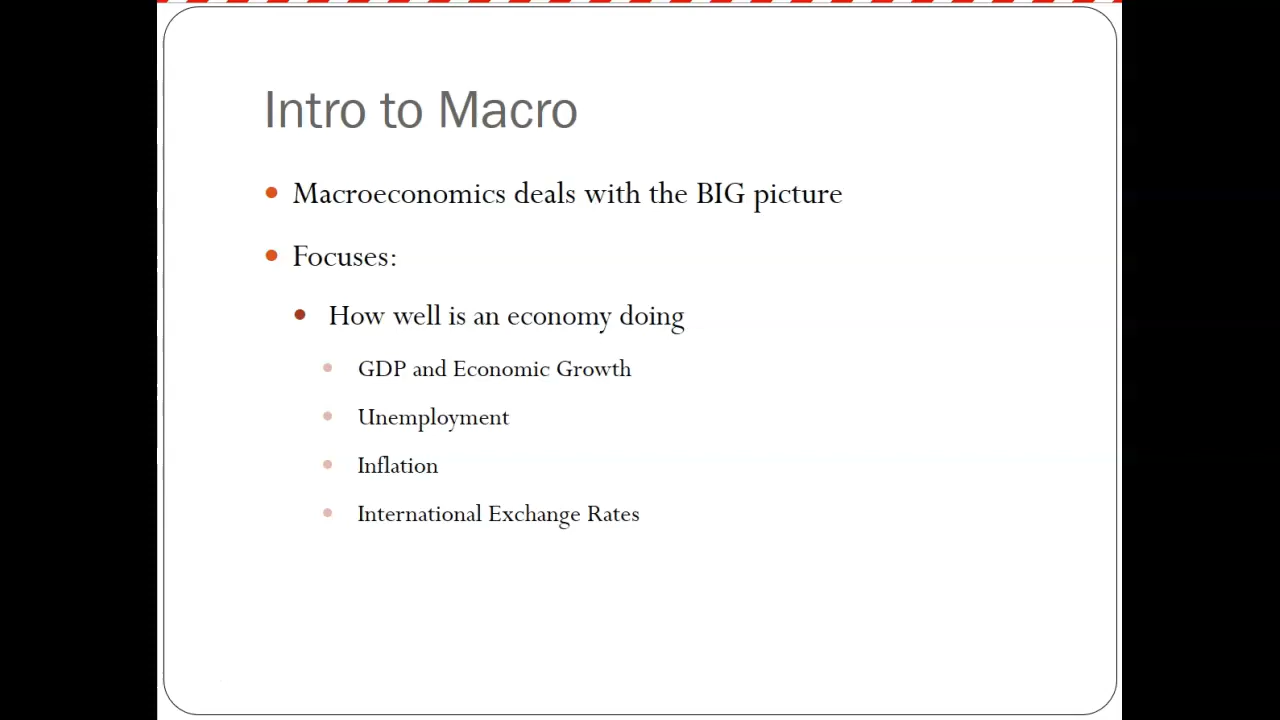 Intro to Macro
Macroeconomics deals with the BIG picture
Focuses:
How well is an economy doing
GDP and Economic Growth
Unemployment
Inflation
International Exchange Rates